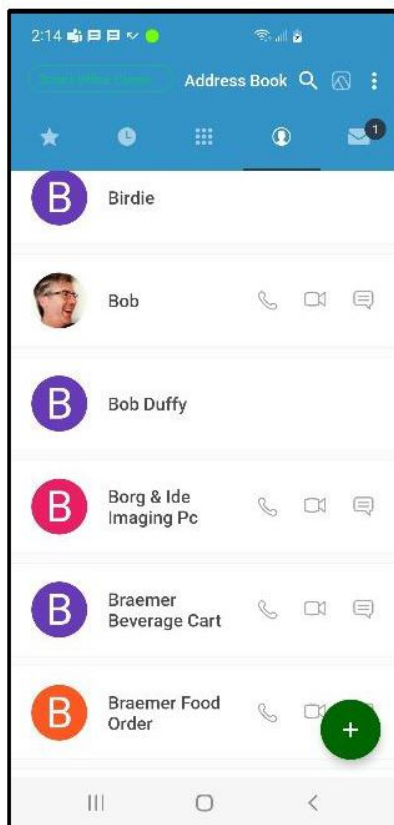 2:14
Address Book
1
B Birdie
Bob
B Bob Duffy
B Borg & Ide
Imaging Pc
B Braemer
Beverage Cart
B Braemer Food
Order
+